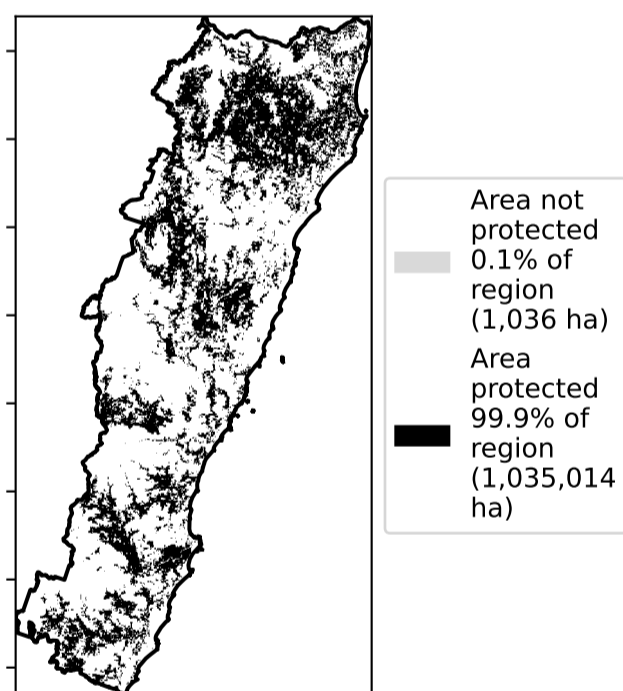 Area not
protected
0.1% of
region
(1,036 ha)
Area
protected
99.9% of
region
(1,035,014
ha)